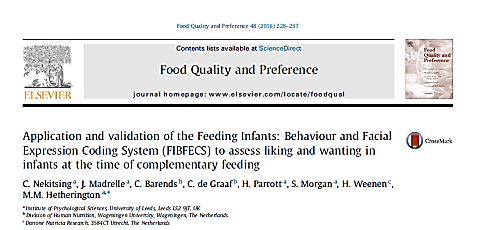 Food Quality and Preference 48 (2016) 228–237
Contents lists available at ScienceDirect
Food Quality and Preference
journal homepage: www.elsevier.com/locate/foodqual
ELSEVIER
Food Quality and Preference
Application and validation of the Feeding Infants: Behaviour and Facial
Expression Coding System (FIBFECS) to assess liking and wanting in
infants at the time of complementary feeding
CrossMark
C. Nekitsing a, J. Madrelle a, C. Barends b, C. de Graaf b, H. Parrott a, S. Morgan a, H. Weenen c,
M.M. Hetherington a,*
a Institute of Psychological Sciences, University of Leeds, Leeds LS2 9JT, UK
b Division of Human Nutrition, Wageningen University, Wageningen, The Netherlands
c Danone Nutricia Research, 3584CT Utrecht, The Netherlands